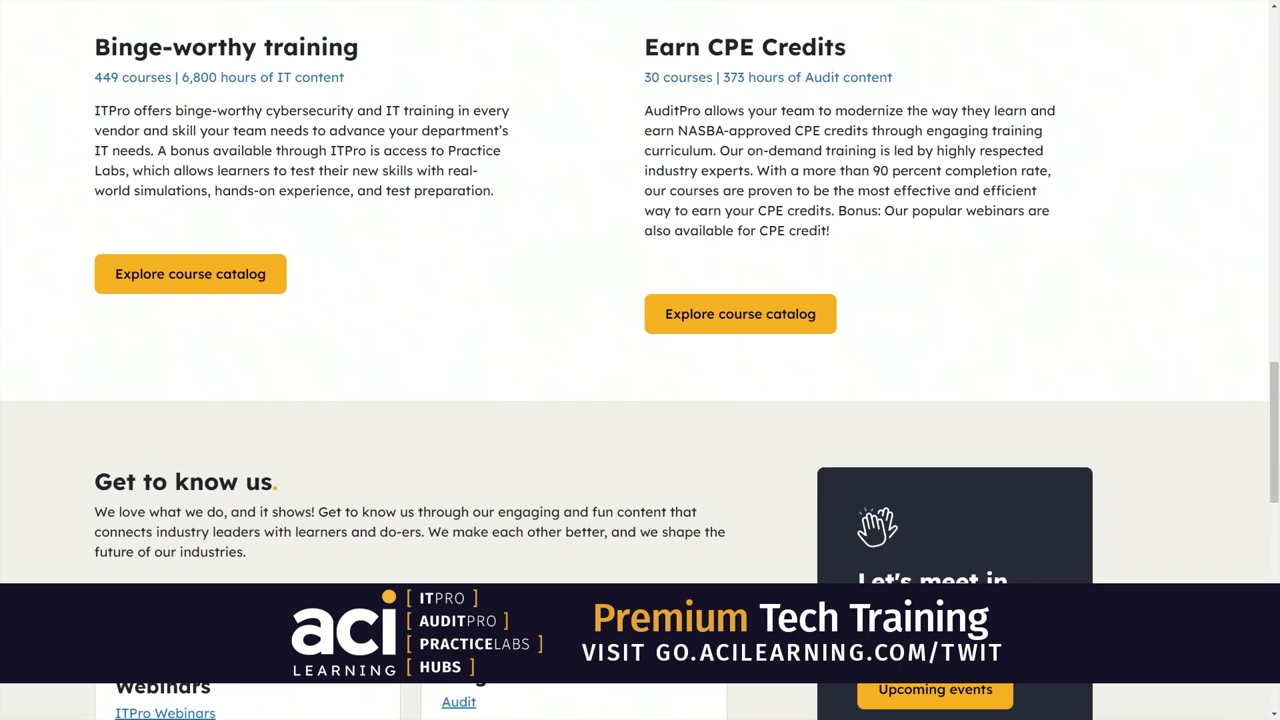 Binge-worthy training
449 courses | 6,800 hours of IT content
ITPro offers binge-worthy cybersecurity and IT training in every
vendor and skill your team needs to advance your department's
IT needs. A bonus available through ITPro is access to Practice
Labs, which allows learners to test their new skills with real-
world simulations, hands-on experience, and test preparation.
Explore course catalog
Earn CPE Credits
30 courses | 373 hours of Audit content
AuditPro allows your team to modernize the way they learn and
earn NASBA-approved CPE credits through engaging training
curriculum. Our on-demand training is led by highly respected
industry experts. With a more than 90 percent completion rate,
our courses are proven to be the most effective and efficient
way to earn your CPE credits. Bonus: Our popular webinars are
also available for CPE credit!
Explore course catalog
Get to know us.
We love what we do, and it shows! Get to know us through our engaging and fun content that
connects industry leaders with learners and do-ers. We make each other better, and we shape the
future of our industries.
Let's meet in
aci
LEARNING
[ ITPRO ]
[ AUDITPRO ]
[ PRACTICELABS ]
[ HUBS ]
Premium Tech Training
VISIT GO.ACILEARNING.COM/TWIT
Webinars
ITPro Webinars
Audit
Upcoming events